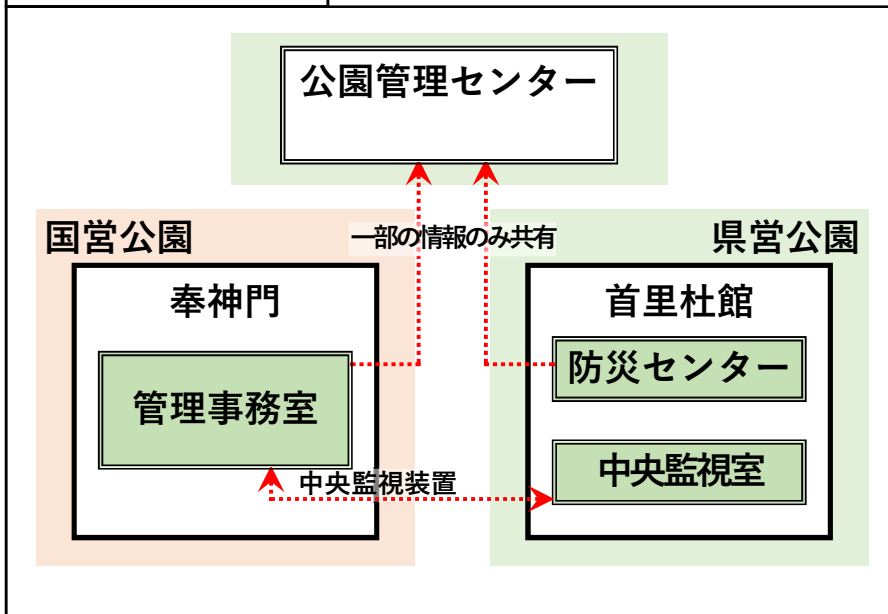 公園管理センター
国営公園
一部の情報のみ共有
県営公園
奉神門
首里杜館
管理事務室
防災センター
中央監視室
中央監視装置